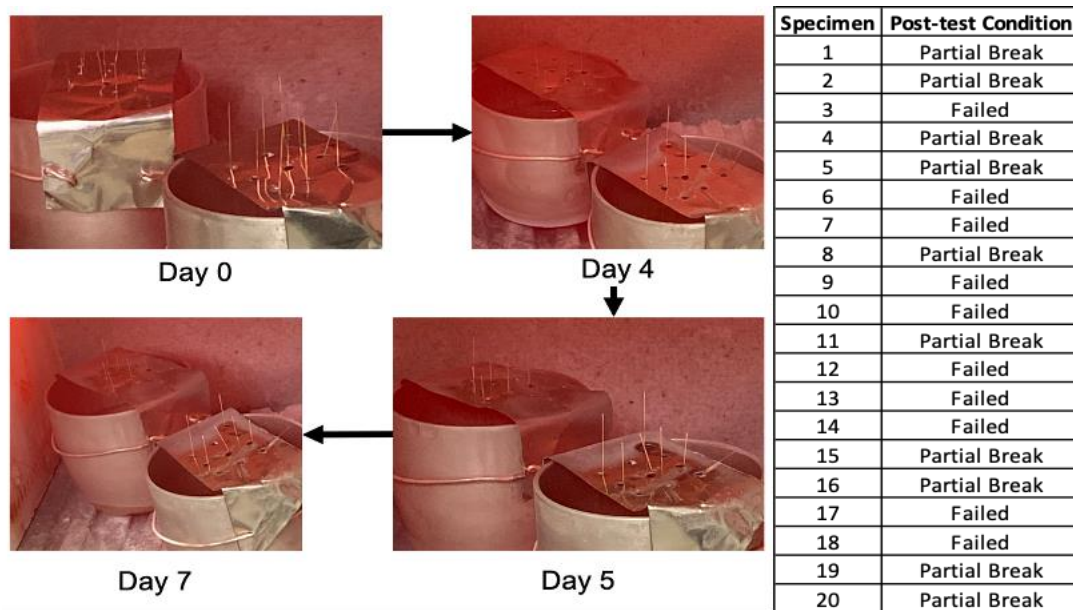 Day 0
Day 4
Day 7
Day 5
Specimen Post-test Condition
1 Partial Break
2 Partial Break
3 Failed
4 Partial Break
5 Partial Break
6 Failed
7 Failed
8 Partial Break
9 Failed
10 Failed
11 Partial Break
12 Failed
13 Failed
14 Failed
15 Partial Break
16 Partial Break
17 Failed
18 Failed
19 Partial Break
20 Partial Break